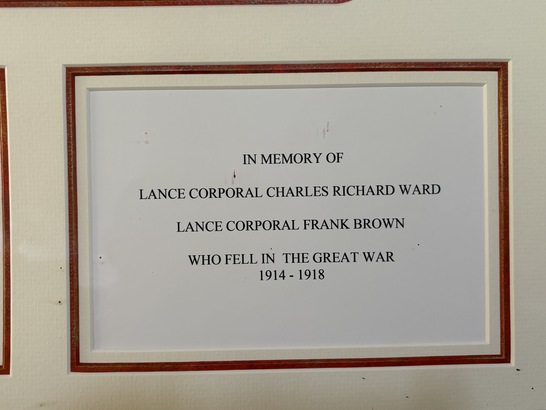 IN MEMORY OF
LANCE CORPORAL CHARLES RICHARD WARD
LANCE CORPORAL FRANK BROWN
WHO FELL IN THE GREAT WAR
1914 - 1918